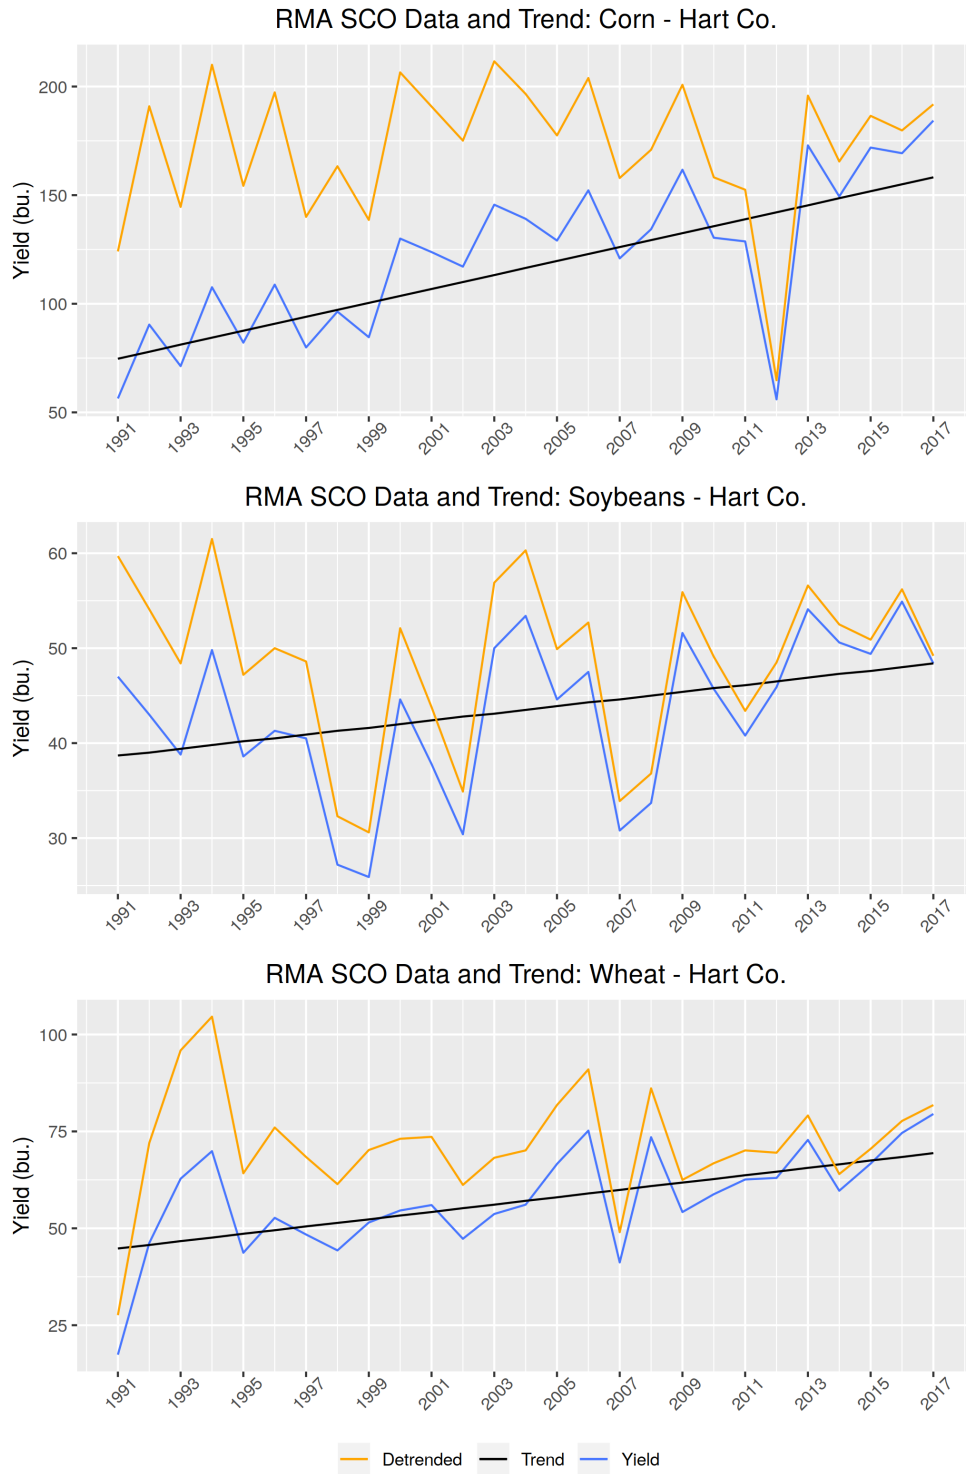 RMA SCO Data and Trend: Corn - Hart Co.
Yield (bu.)
200
150
100
50
1991 1993 1995 1997 1999 2001 2003 2005 2007 2009 2011 2013 2015 2017
RMA SCO Data and Trend: Soybeans - Hart Co.
Yield (bu.)
60
50
40
30
1991 1993 1995 1997 1999 2001 2003 2005 2007 2009 2011 2013 2015 2017
RMA SCO Data and Trend: Wheat - Hart Co.
Yield (bu.)
100
75
50
25
1991 1993 1995 1997 1999 2001 2003 2005 2007 2009 2011 2013 2015 2017
Detrended Trend Yield